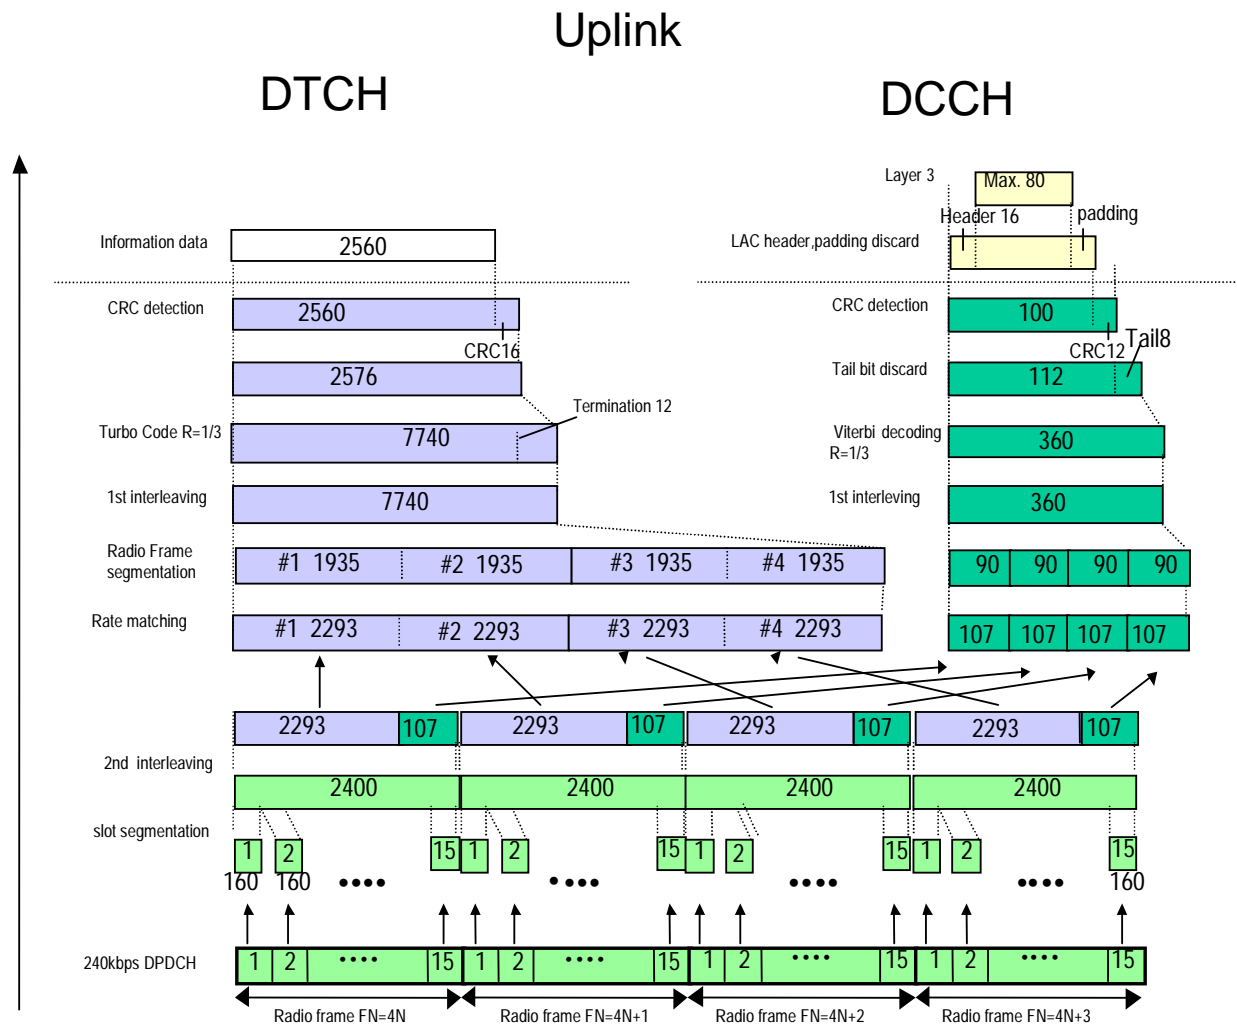 Uplink
DTCH
DCCH
Layer 3
Max. 80
Header 16
padding
Information data
2560
LAC header,padding discard
CRC detection
2560
CRC detection
100
CRC16
CRC12
Tail8
2576
Tail bit discard
112
Termination 12
Turbo Code R=1/3
7740
Viterbi decoding
R=1/3
360
1st interleaving
7740
1st interleving
360
Radio Frame
segmentation
#1 1935
#2 1935
#3 1935
#4 1935
90
90
90
90
Rate matching
#1 2293
#2 2293
#3 2293
#4 2293
107
107
107
107
2293
107
2293
107
2293
107
2293
107
2nd interleaving
2400
2400
2400
2400
slot segmentation
1
2
15
1
2
15
1
2
15
1
2
15
160
160
160
240kbps DPDCH
1
2
15
1
2
15
1
2
15
1
2
15
Radio frame FN=4N
Radio frame FN=4N+1
Radio frame FN=4N+2
Radio frame FN=4N+3